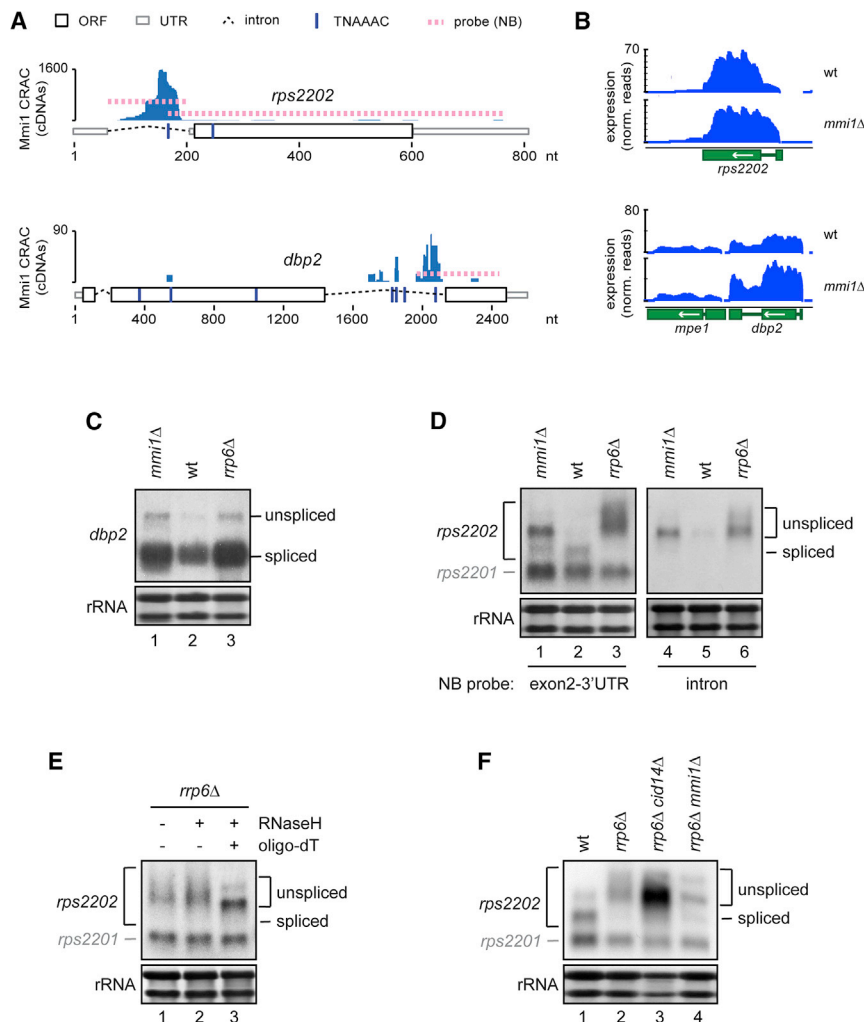 A
ORF UTR intron TNAAAC probe (NB)
Mmi1 CRAC
(cDNAs)
1600
rps2202
1 200 400 600 800 nt
Mmi1 CRAC
(cDNAs)
90
dbp2
1 400 800 1200 1600 2000 2400 nt
B
expression
(norm. reads)
70
wt
mmi1Δ
rps2202
expression
(norm. reads)
80
wt
mmi1Δ
mpe1 dbp2
C
mmi1Δ wt rrp6Δ
dbp2
unspliced
spliced
rRNA
1 2 3
D
mmi1Δ wt rrp6Δ mmi1Δ wt rrp6Δ
rps2202
rps2201
unspliced
spliced
rRNA rRNA
1 2 3 4 5 6
NB probe: exon2-3'UTR intron
E
rrp6Δ
- + + RNaseH
- - + oligo-dT
rps2202
rps2201
unspliced
spliced
rRNA
1 2 3
F
wt rrp6Δ rrp6Δ cid14Δ rrp6Δ mmi1Δ
rps2202
rps2201
unspliced
spliced
rRNA
1 2 3 4